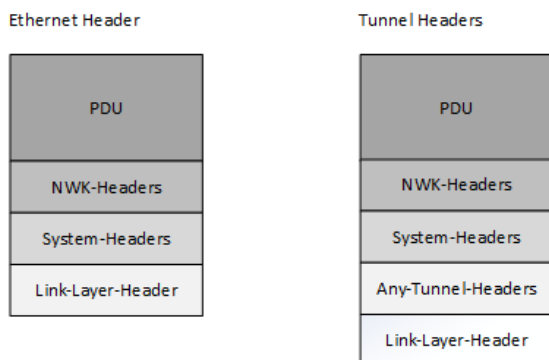 Ethernet Header
PDU
NWK-Headers
System-Headers
Link-Layer-Header
Tunnel Headers
PDU
NWK-Headers
System-Headers
Any-Tunnel-Headers
Link-Layer-Header